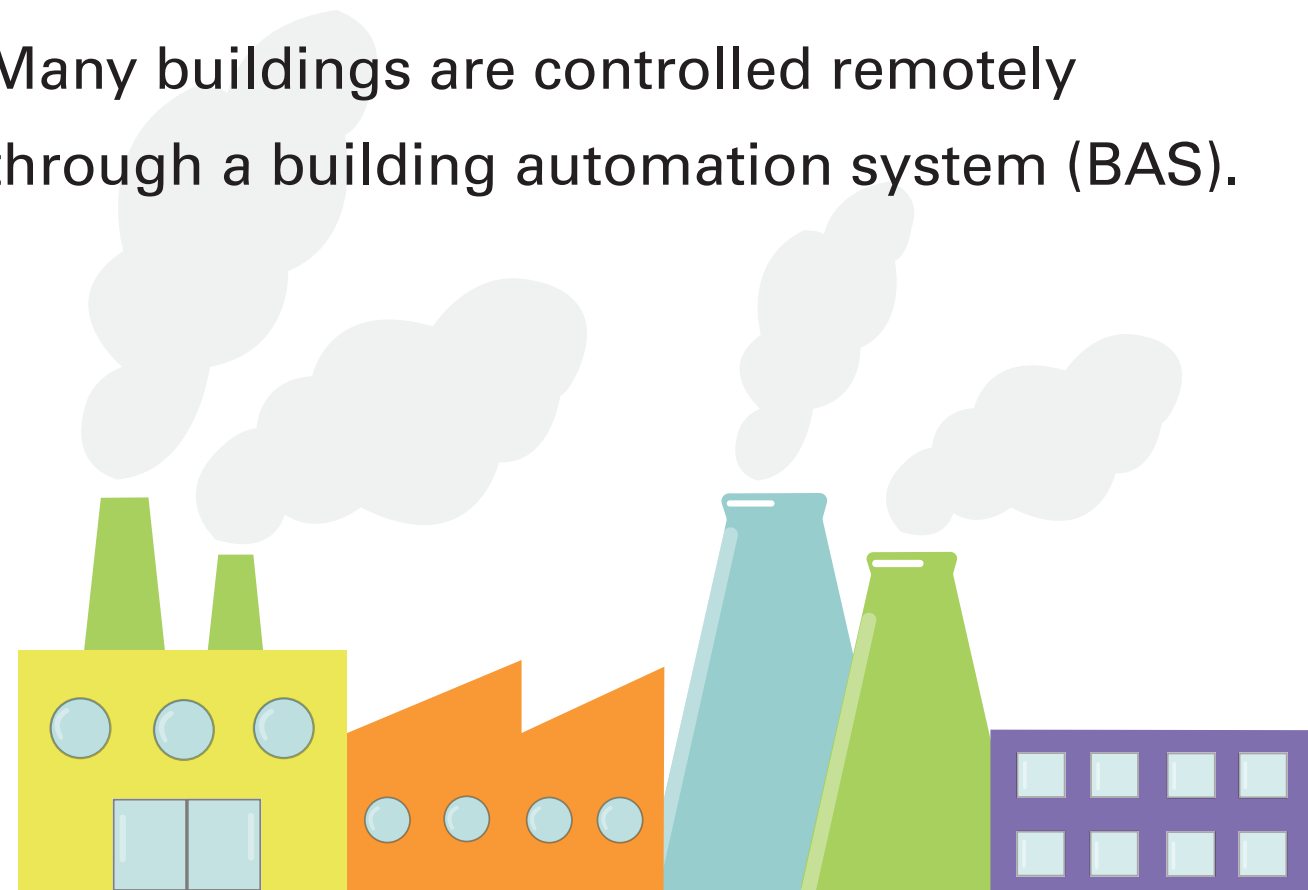 Many buildings are controlled remotely
through a building automation system (BAS).